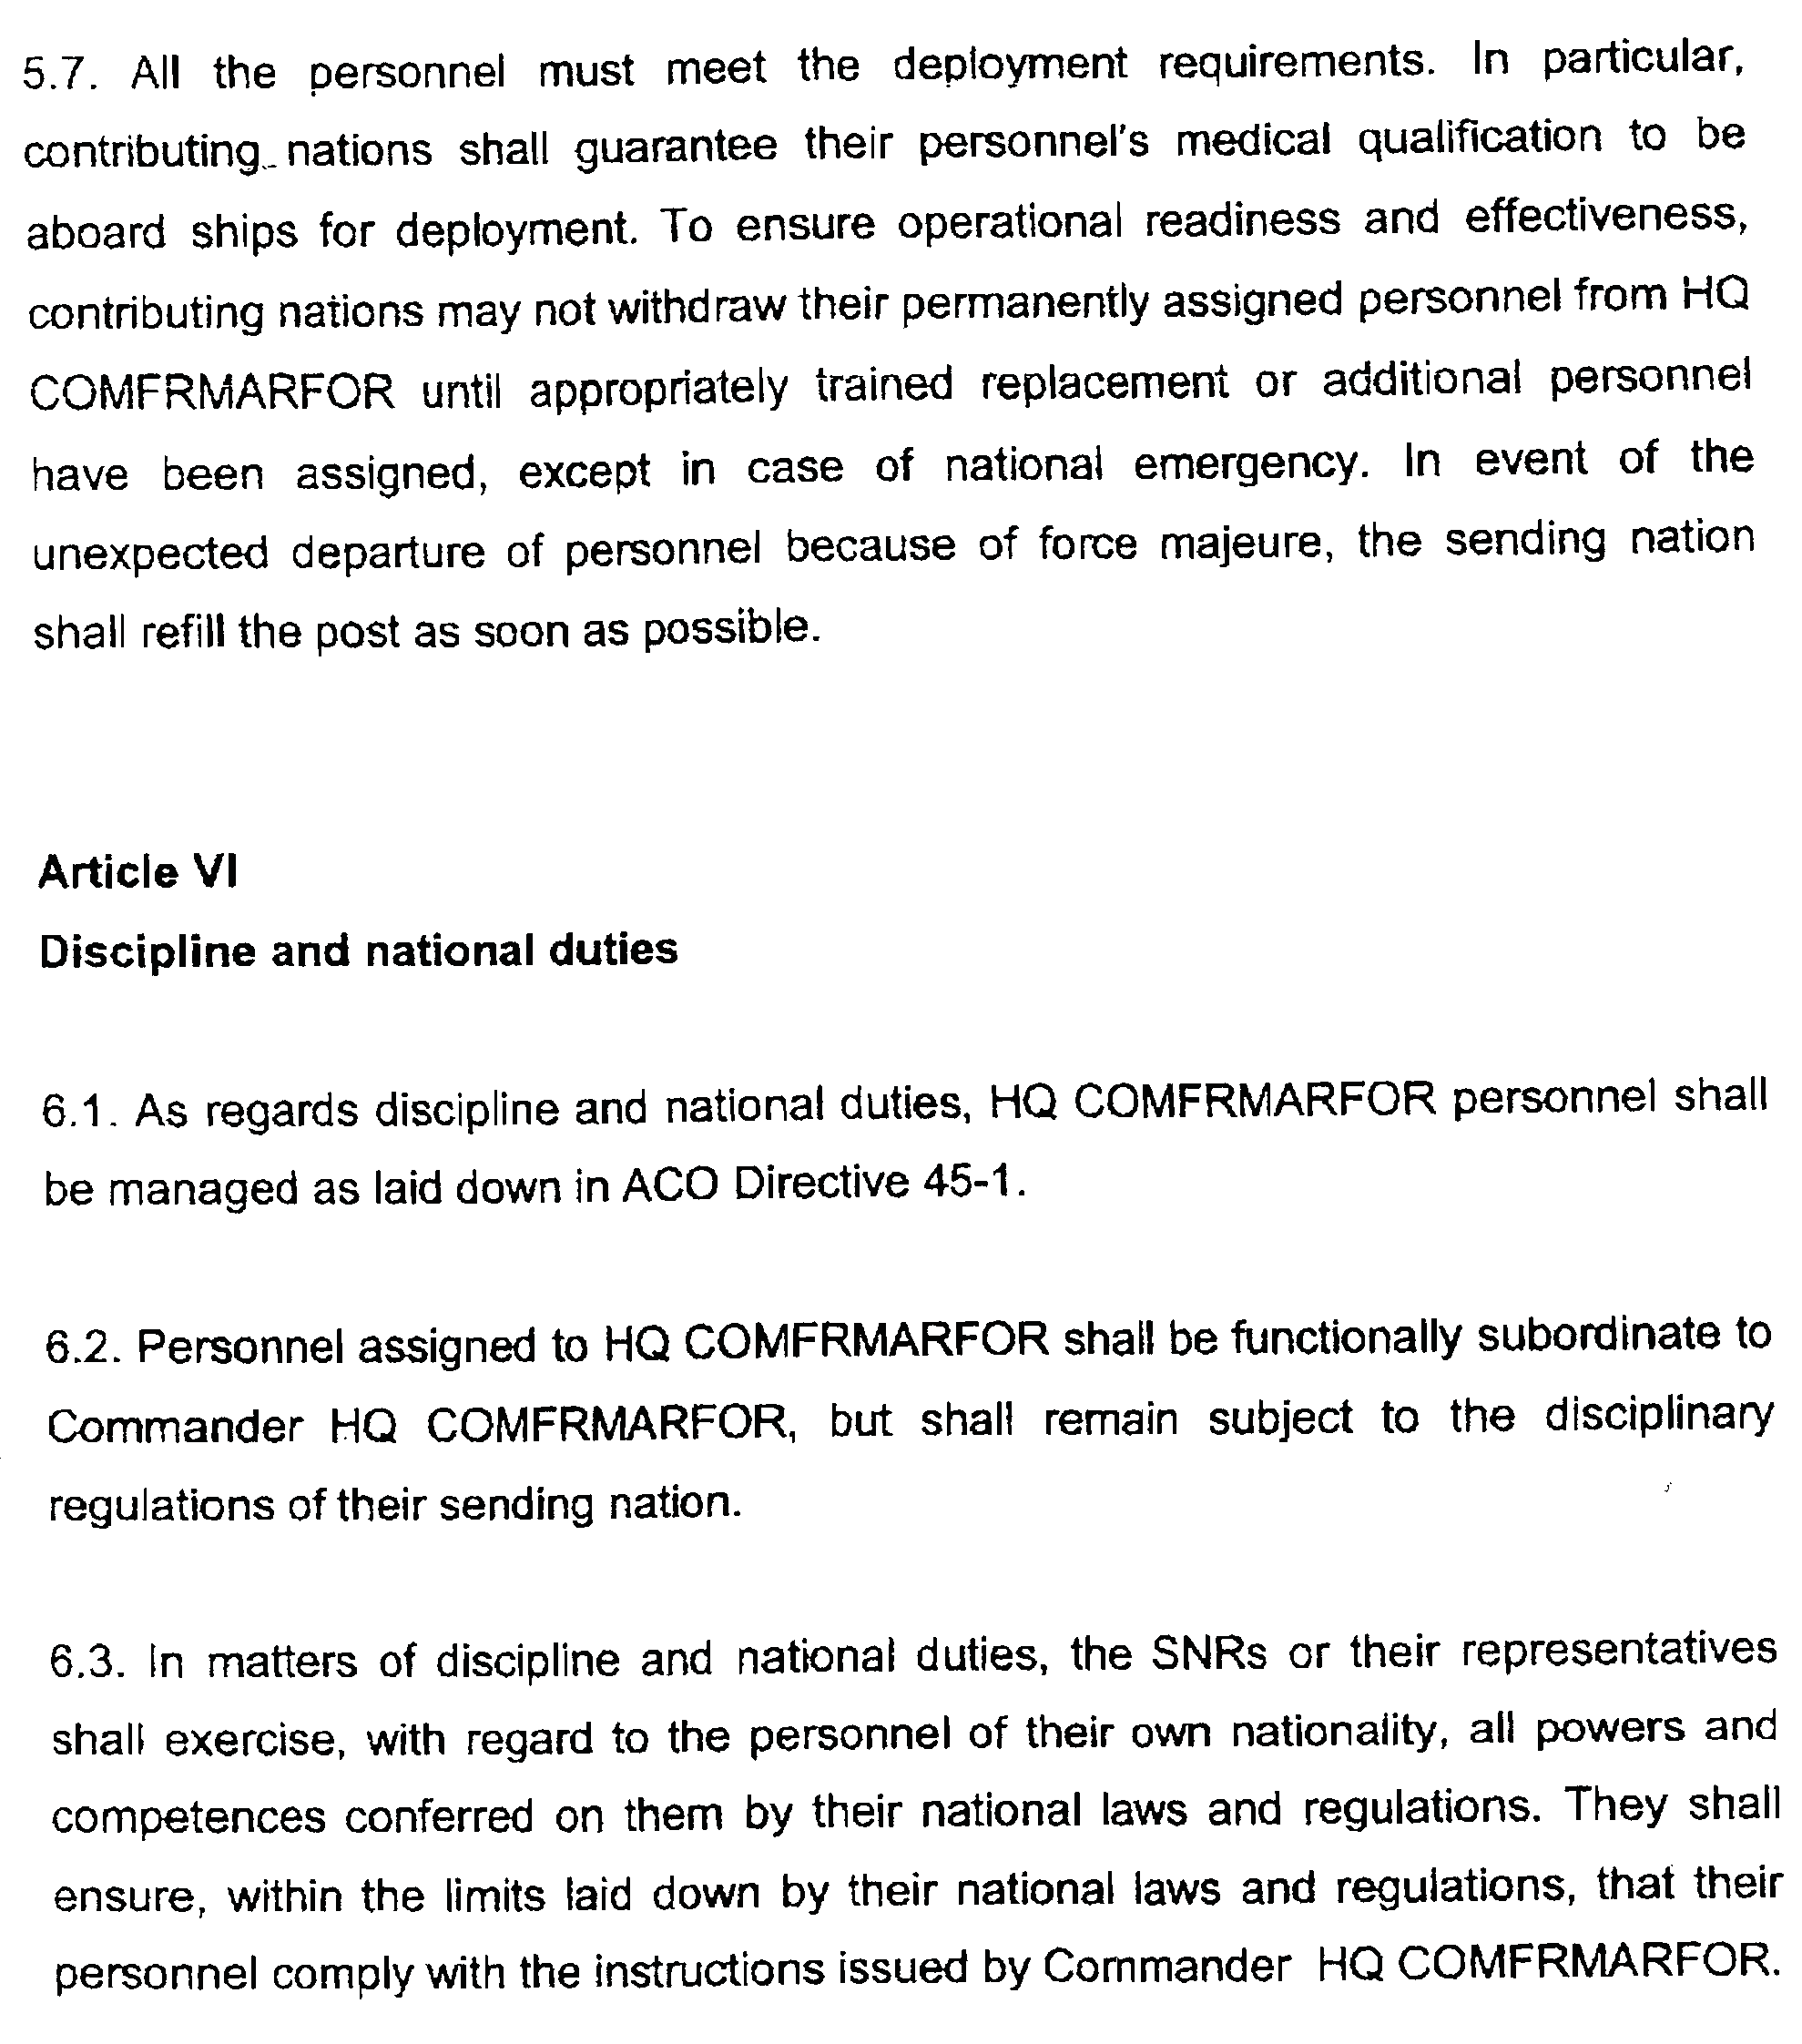 5.7. All the personnel must meet the deployment requirements. In particular,
contributing nations shall guarantee their personnel's medical qualification to be
aboard ships for deployment. To ensure operational readiness and effectiveness,
contributing nations may not withdraw their permanently assigned personnel from HQ
COMFRMARFOR until appropriately trained replacement or additional personnel
have been assigned, except in case of national emergency. In event of the
unexpected departure of personnel because of force majeure, the sending nation
shall refill the post as soon as possible.
Article VI
Discipline and national duties
6.1. As regards discipline and national duties, HQ COMFRMARFOR personnel shall
be managed as laid down in ACO Directive 45-1.
6.2. Personnel assigned to HQ COMFRMARFOR shall be functionally subordinate to
Commander HQ COMFRMARFOR, but shall remain subject to the disciplinary
regulations of their sending nation.
6.3. In matters of discipline and national duties, the SNRs or their representatives
shall exercise, with regard to the personnel of their own nationality, all powers and
competences conferred on them by their national laws and regulations. They shall
ensure, within the limits laid down by their national laws and regulations, that their
personnel comply with the instructions issued by Commander HQ COMFRMARFOR.